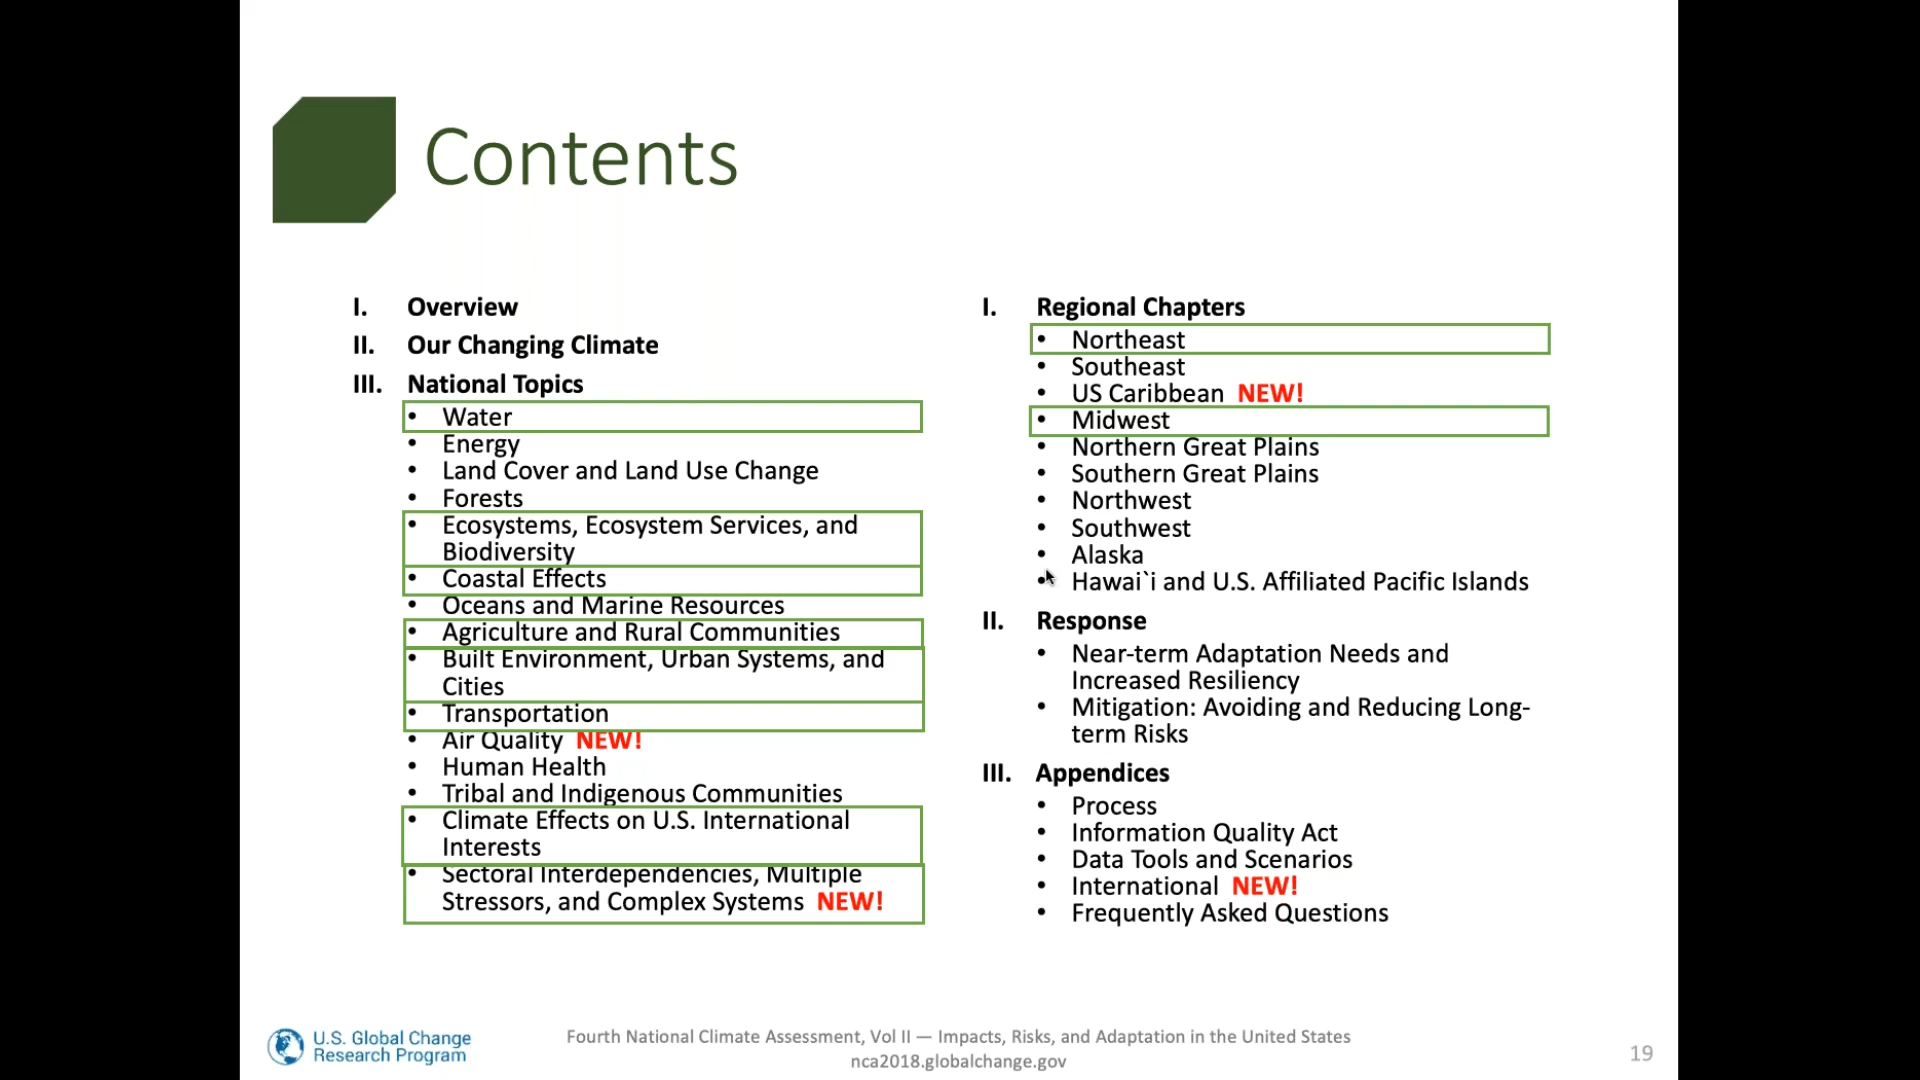 Contents
I. Overview
II. Our Changing Climate
III. National Topics
• Water
• Energy
• Land Cover and Land Use Change
• Forests
• Ecosystems, Ecosystem Services, and
Biodiversity
• Coastal Effects
• Oceans and Marine Resources
• Agriculture and Rural Communities
• Built Environment, Urban Systems, and
Cities
• Transportation
• Air Quality NEW!
• Human Health
• Tribal and Indigenous Communities
• Climate Effects on U.S. International
Interests
• Sectoral Interdependencies, Multiple
Stressors, and Complex Systems NEW!
I. Regional Chapters
• Northeast
• Southeast
• US Caribbean NEW!
• Midwest
• Northern Great Plains
• Southern Great Plains
• Northwest
• Southwest
• Alaska
• Hawai`i and U.S. Affiliated Pacific Islands
II. Response
• Near-term Adaptation Needs and
Increased Resiliency
• Mitigation: Avoiding and Reducing Long-
term Risks
III. Appendices
• Process
• Information Quality Act
• Data Tools and Scenarios
• International NEW!
• Frequently Asked Questions
U.S. Global Change
Research Program
Fourth National Climate Assessment, Vol II — Impacts, Risks, and Adaptation in the United States
nca2018.globalchange.gov
19